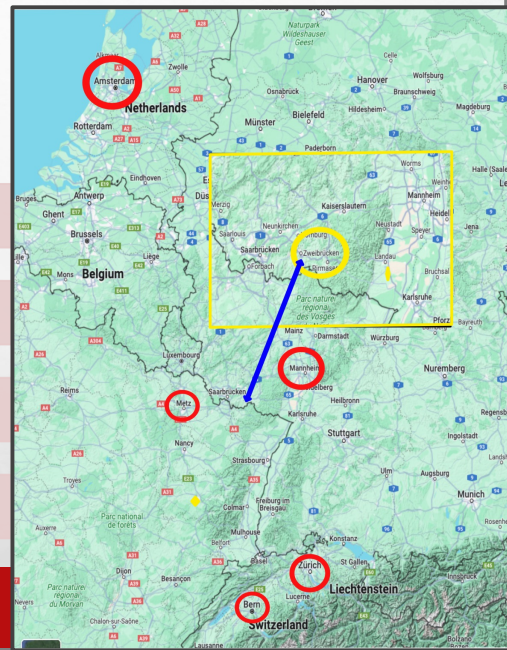 Naturpark
Wildeshauser
Geest
Zwolle
Celle
Amsterdam
Hanover
Wolfsburg
Osnabrück
Braunschweig
Netherlands
Hildesheim
Magdeburg
Rotterdam
Münster
Bielefeld
Paderborn
Eindhoven
Worms
Halle (Saale
Bruges
Antwerp
Merzig
Kaiserslautern
Mannheim
Ghent
Heidel
Jena
Saarlouis
Neunkirchen
Neustadt
Speyer
Brussels
Saarbrücken
Zweibrücken
Landau
Liège
Forbach
Mons
Bruchsal
Belgium
Parc naturel
régional
des Vosges
Karlsruhe
Pforz
Mainz
Darmstadt
Würzburg
Bayreuth
Luxembourg
Mannheim
Nuremberg
Reims
Saarbrücken
Metz
Heilbronn
Karlsruhe
Nancy
Stuttgart
Ingolstadt
Strasbourg
Troyes
Ulm
Augsburg
Munich
Parc national
de forêts
Colmar
Freiburg im
Breisgau
Auxerre
Mulhouse
Belfort
Konstanz
Basel
Dijon
Besançon
Zürich
St Gallen
Innsbruck
Parc naturel
régional
du Morvan
Liechtenstein
Nevers
Bern
Lucerne
Chalon-sur-Saône
Switzerland
Lausanne
Bolzano